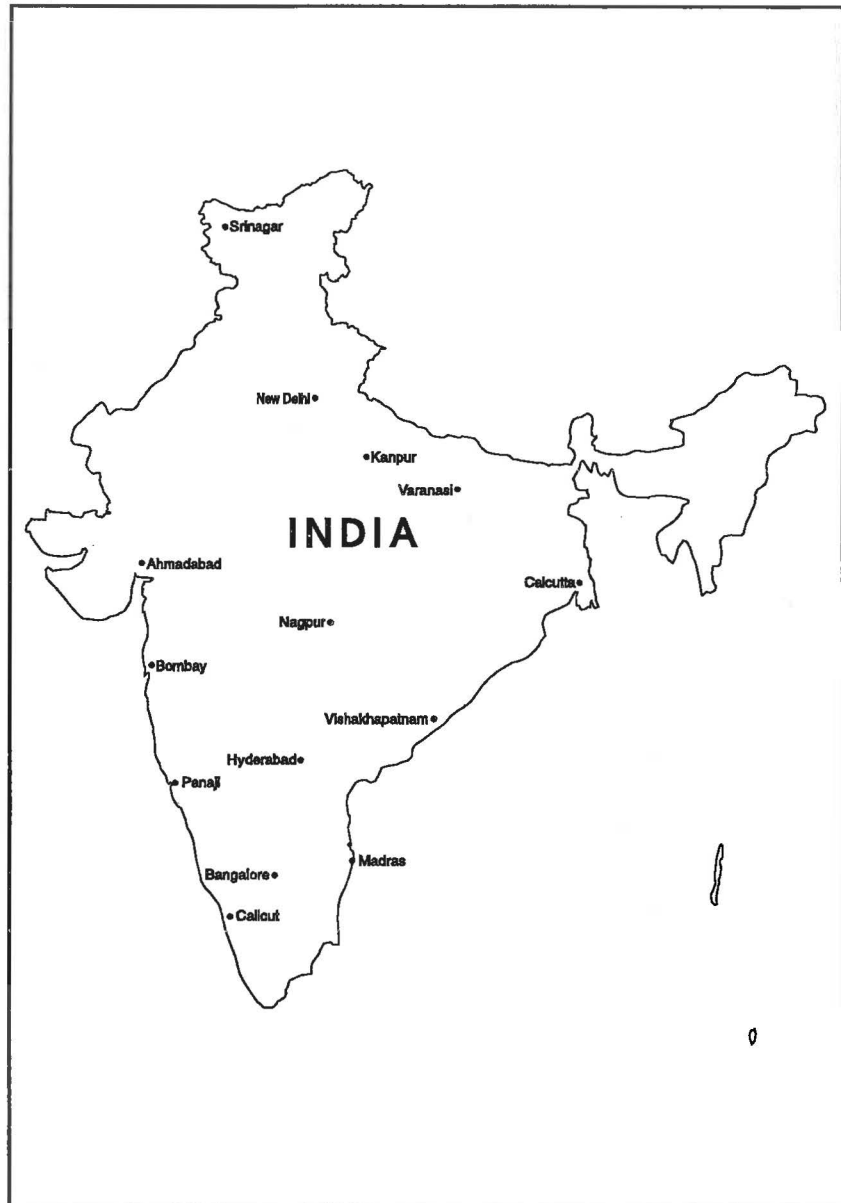 Srinagar
New Delhi
Kanpur
Varanasi
INDIA
Ahmadabad
Calcutta
Nagpur
Bombay
Vishakhapatnam
Hyderabad
Panaji
Madras
Bangalore
Calicut